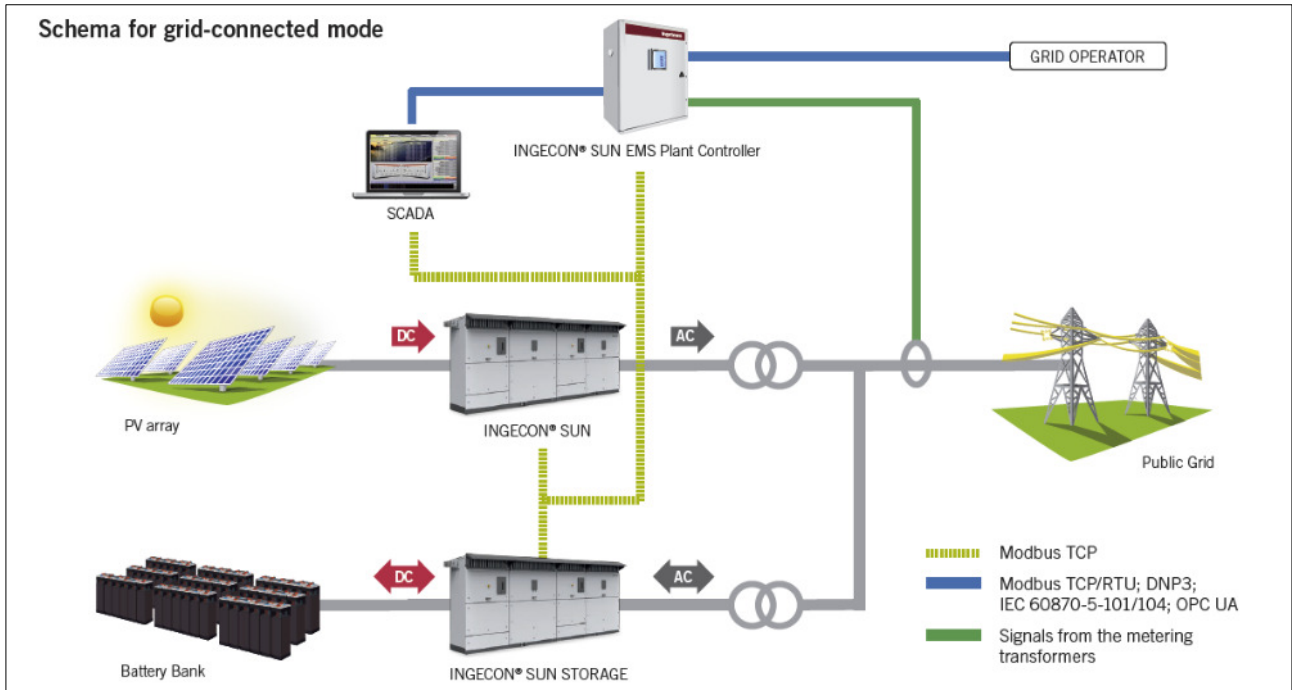 Schema for grid-connected mode
GRID OPERATOR
INGECON® SUN EMS Plant Controller
SCADA
DC
AC
PV array
INGECON® SUN
Public Grid
DC
AC
Battery Bank
INGECON® SUN STORAGE
Modbus TCP
Modbus TCP/RTU; DNP3;
IEC 60870-5-101/104; OPC UA
Signals from the metering
transformers